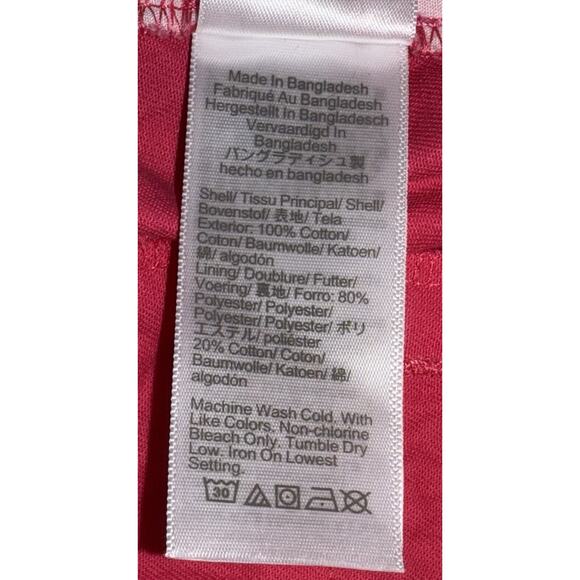 Made In Bangladesh
Fabriqué Au Bangladesh
Hergestellt In Bangladesch
Vervaardigd In
Bangladesh
バングラディシュ製
hecho en bangladesh
Shell/ Tissu Principal/ Shell/
Bovenstof/ 表地/ Tela
Exterior: 100% Cotton/
Coton/ Baumwolle/ Katoen/
綿/ algodón
Lining/ Doublure/ Futter/
Voering/ 裏地/ Forro: 80%
Polyester/ Polyester/
Polyester/ Polyester/ ポリ
エステル/ poliéster
20% Cotton/ Coton/
Baumwolle/ Katoen/ 綿/
algodón
Machine Wash Cold. With
Like Colors. Non-chlorine
Bleach Only. Tumble Dry
Low. Iron On Lowest
Setting.
30